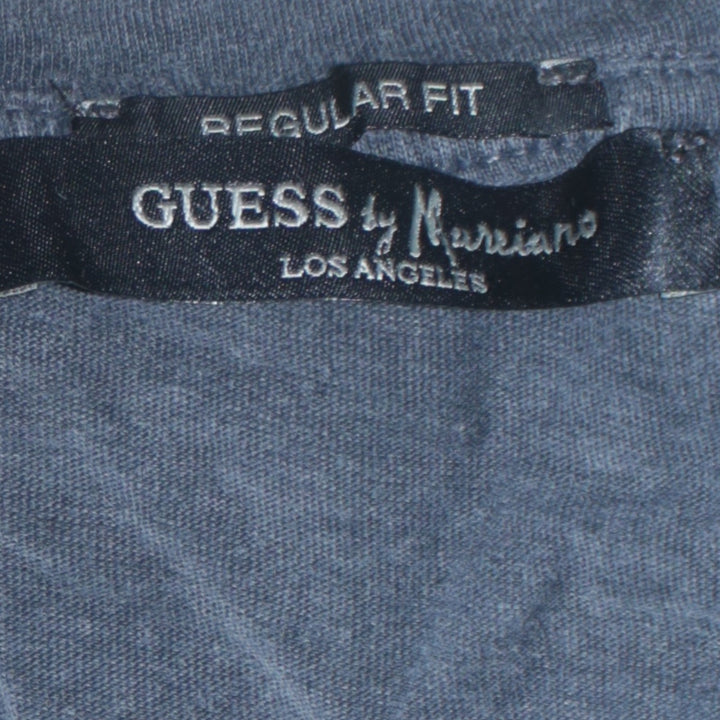 REGULAR FIT
GUESS by Marciano
LOS ANGELES